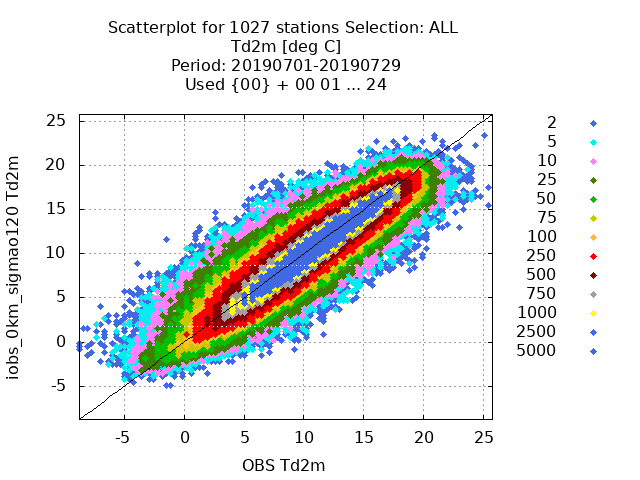 Scatterplot for 1027 stations Selection: ALL
Td2m [deg C]
Period: 20190701-20190729
Used {00} + 00 01 ... 24
iobs_0km_sigmao120 Td2m
25
20
15
10
5
0
-5
-5 0 5 10 15 20 25
OBS Td2m
2
5
10
25
50
75
100
250
500
750
1000
2500
5000